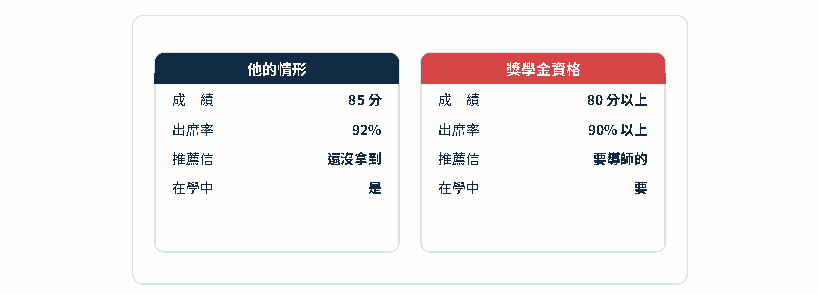 他的情形
成　績 85 分
出席率 92%
推薦信 還沒拿到
在學中 是
獎學金資格
成　績 80 分以上
出席率 90% 以上
推薦信 要導師的
在學中 要